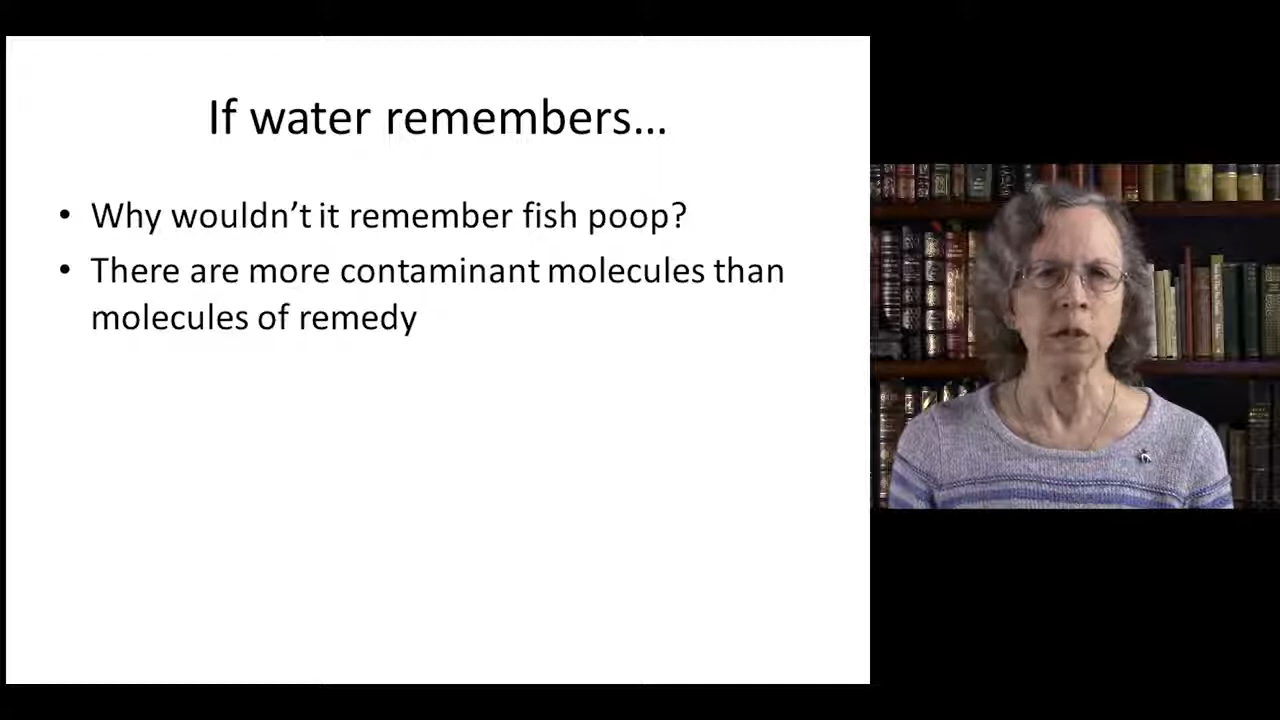 If water remembers…
• Why wouldn’t it remember fish poop?
• There are more contaminant molecules than
molecules of remedy